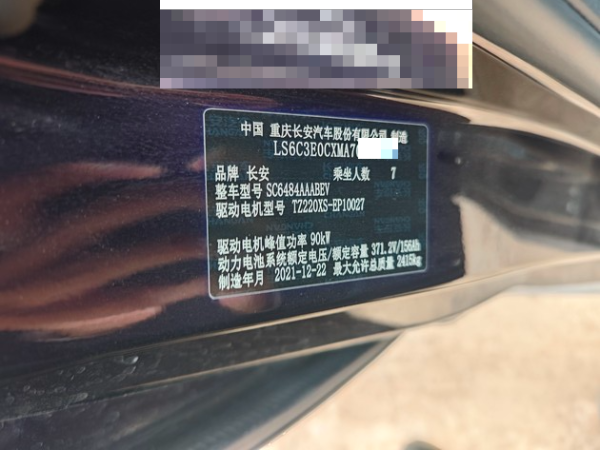 中国 重庆长安汽车股份有限公司 制造
LS6C3E0CXMA7
品牌 长安 乘坐人数 7
整车型号 SC6484AAABEV
驱动电机型号 TZ220XS-EP10027
驱动电机峰值功率 90kW
动力电池系统额定电压/额定容量 371.2V/156Ah
制造年月 2021-12-22 最大允许总质量 2415kg